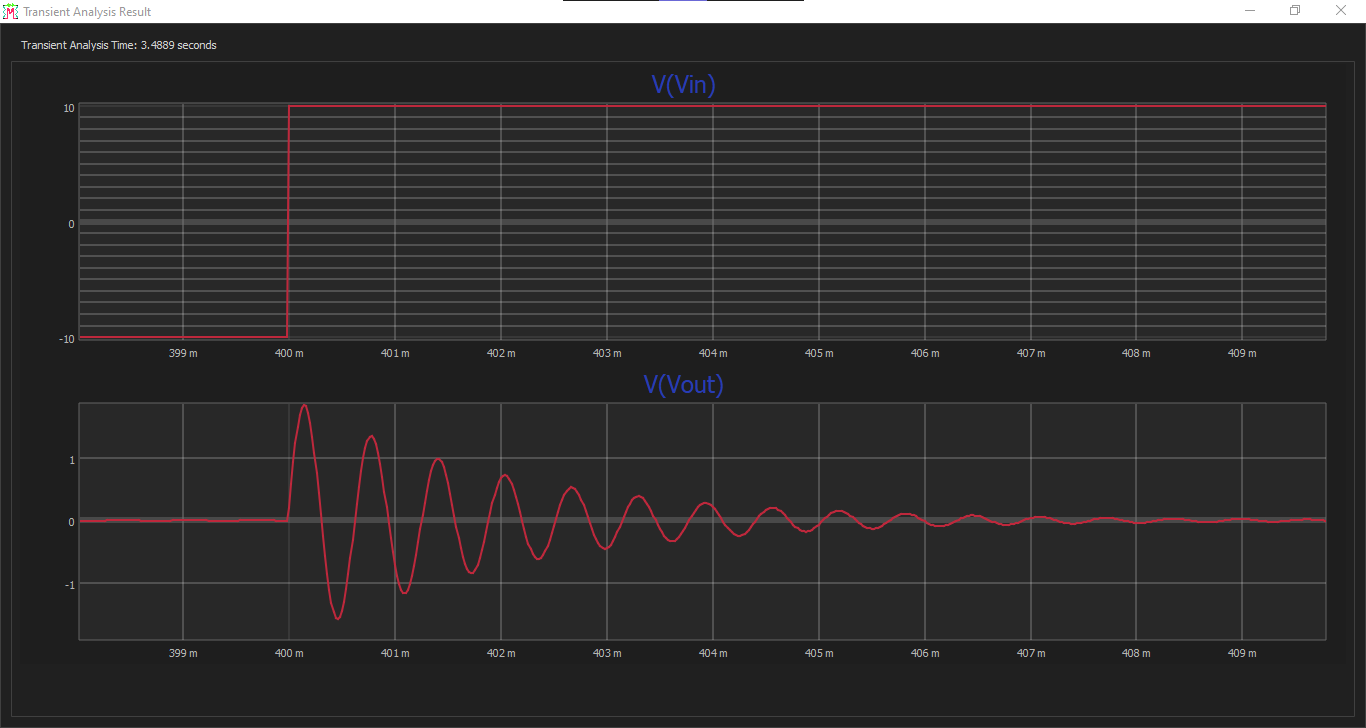 Transient Analysis Result
Transient Analysis Time: 3.4889 seconds
V(Vin)
10
0
-10
399 m 400 m 401 m 402 m 403 m 404 m 405 m 406 m 407 m 408 m 409 m
V(Vout)
1
0
-1
399 m 400 m 401 m 402 m 403 m 404 m 405 m 406 m 407 m 408 m 409 m